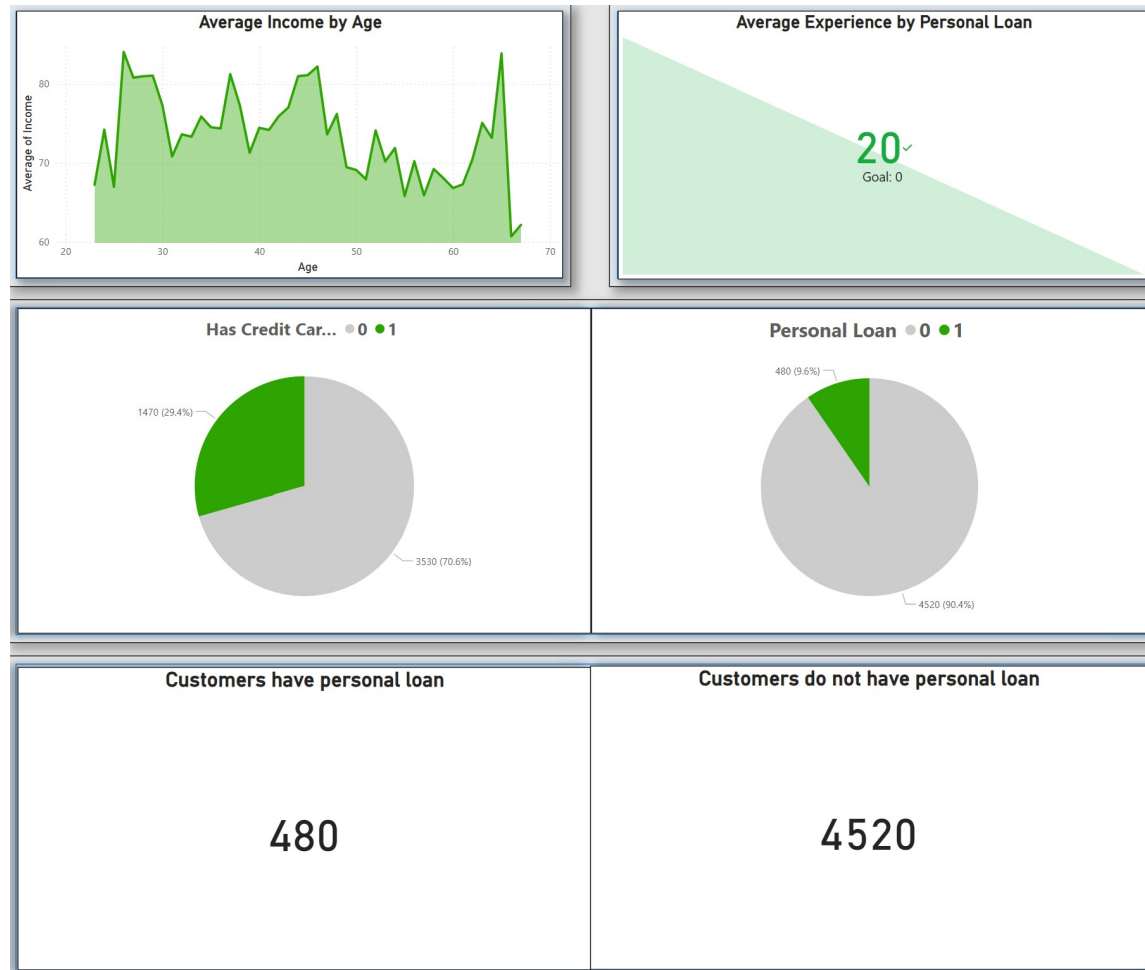 Average Income by Age
Average of Income
80
70
60
20
30
40
50
60
70
Age
Average Experience by Personal Loan
20
Goal: 0
Has Credit Car... 0 1
1470 (29.4%)
3530 (70.6%)
Personal Loan 0 1
480 (9.6%)
4520 (90.4%)
Customers have personal loan
480
Customers do not have personal loan
4520